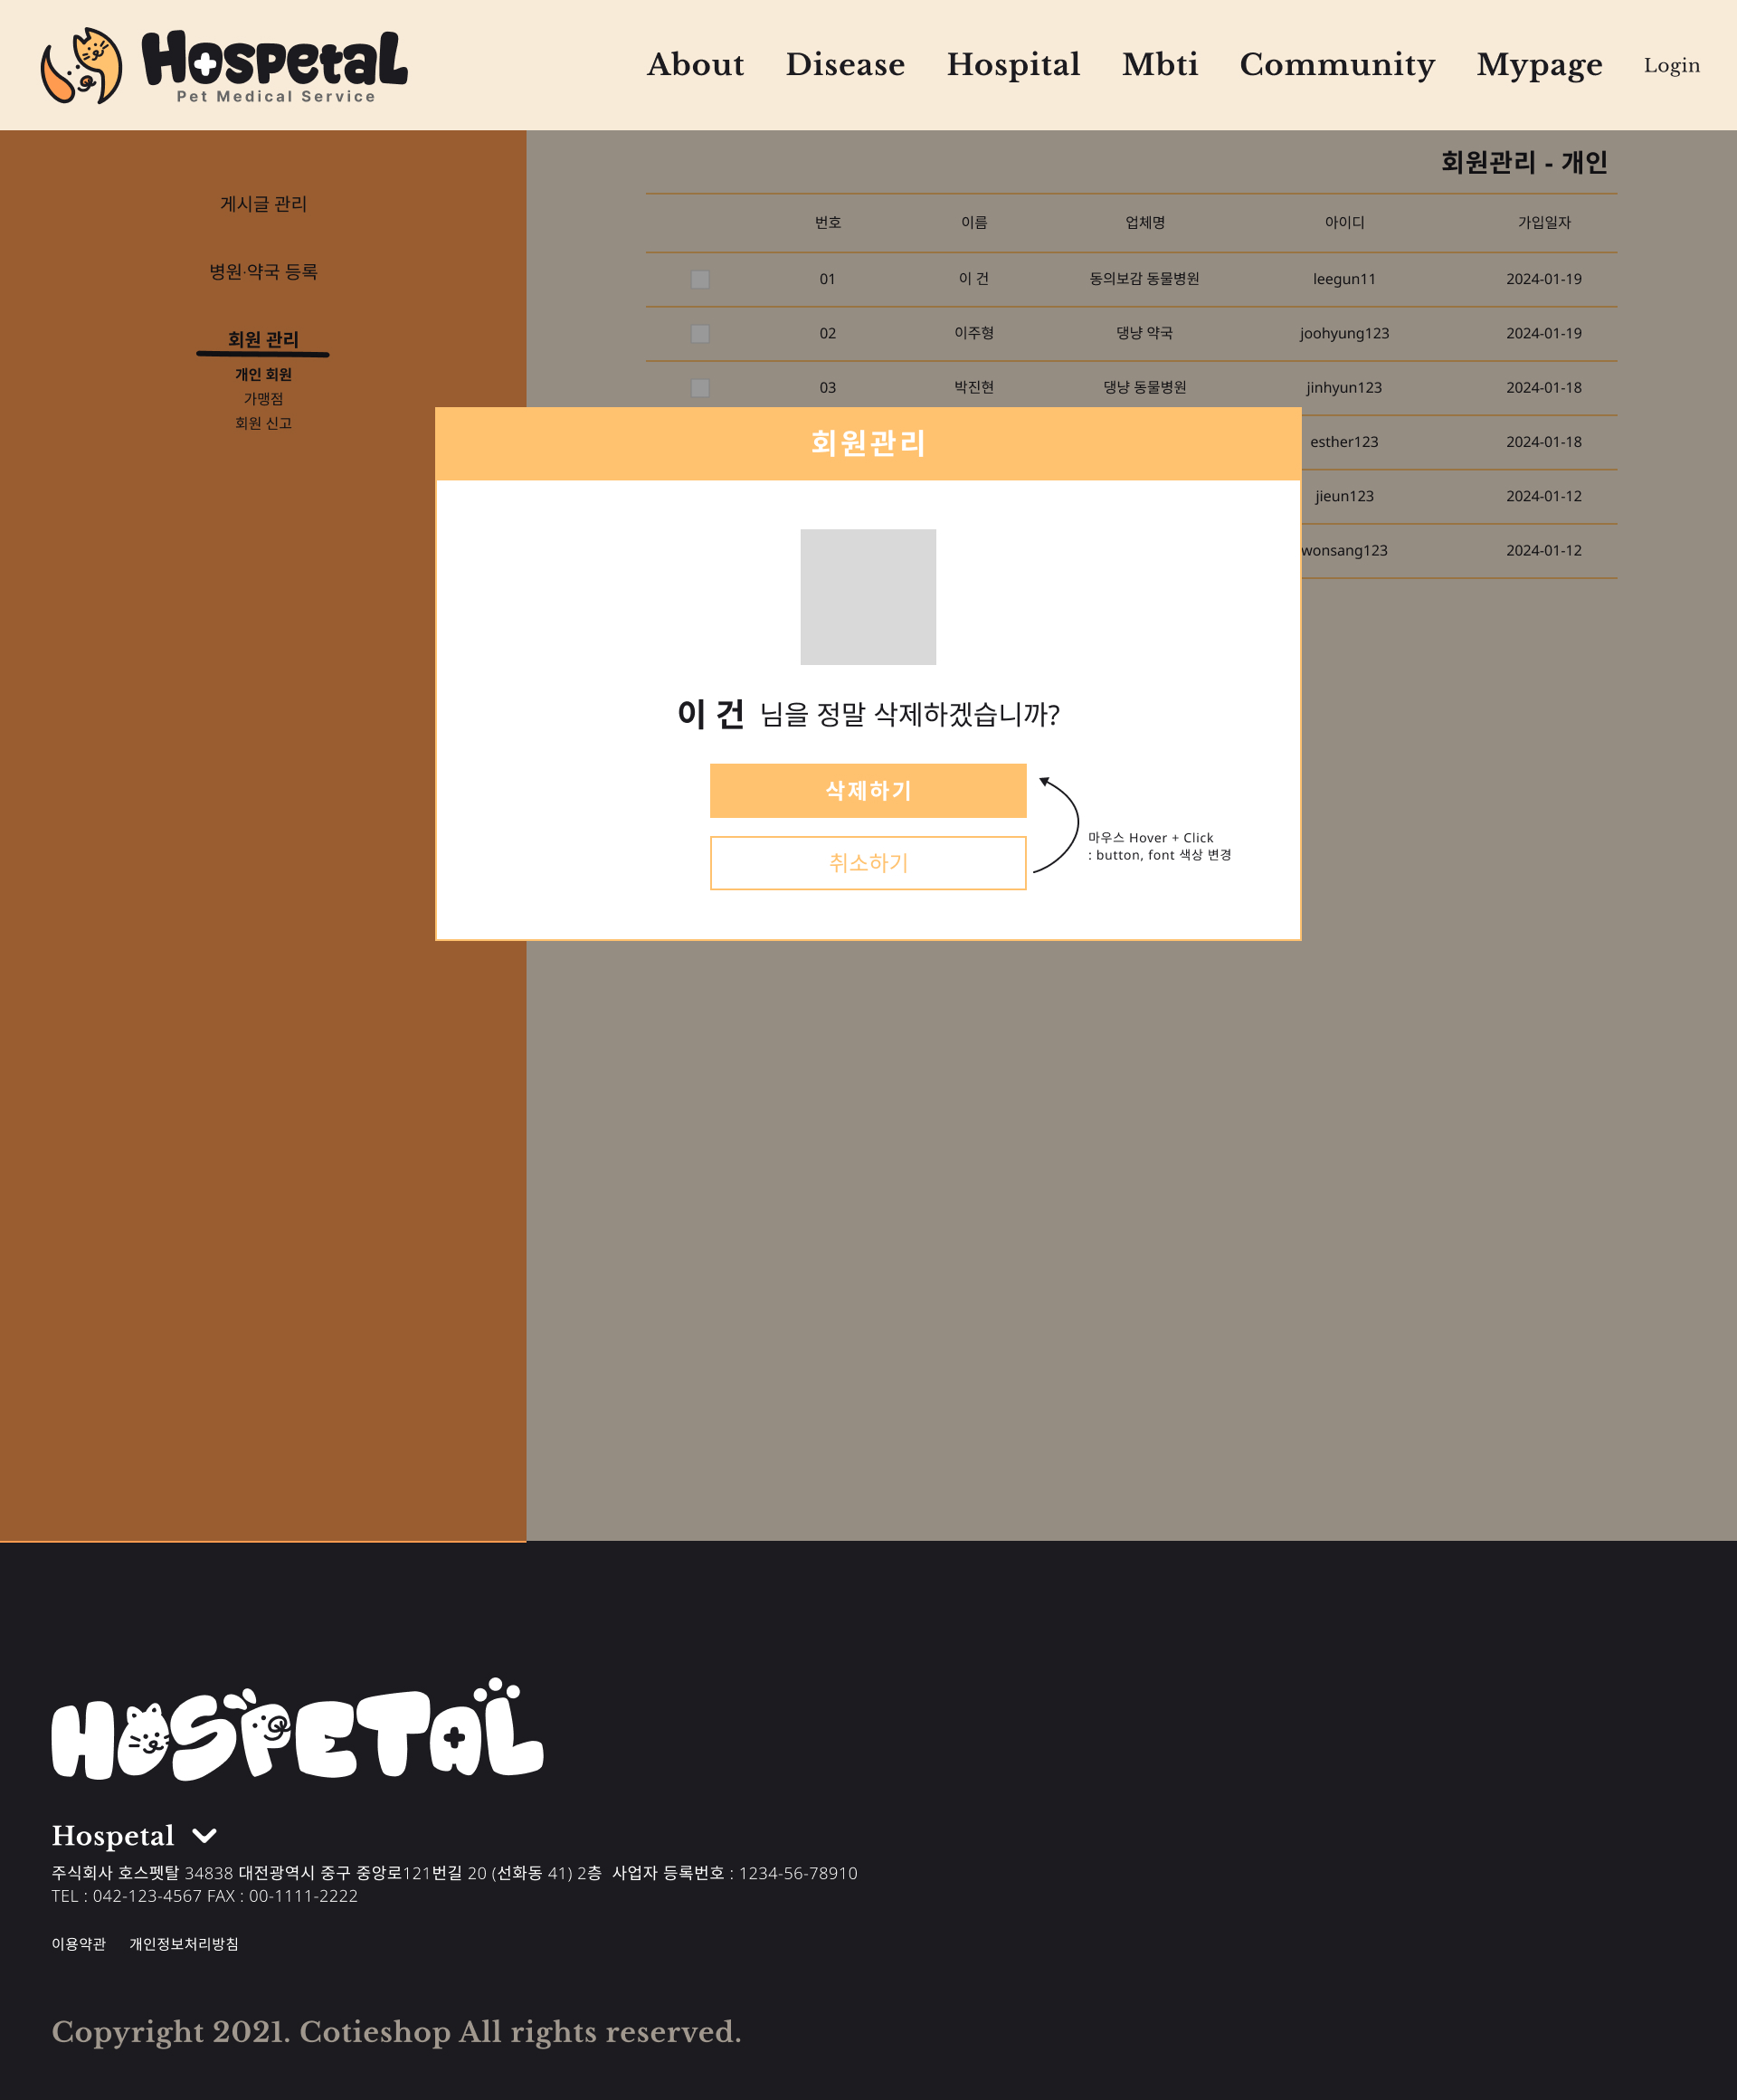 Hospetal
Pet Medical Service
About Disease Hospital Mbti Community Mypage Login
게시글 관리
병원·약국 등록
회원 관리
개인 회원
가맹점
회원 신고
회원관리 - 개인
번호 이름 업체명 아이디 가입일자
01 이 건 동의보감 동물병원 leegun11 2024-01-19
02 이주형 댕냥 약국 joohyung123 2024-01-19
03 박진현 댕냥 동물병원 jinhyun123 2024-01-18
esther123 2024-01-18
jieun123 2024-01-12
wonsang123 2024-01-12
회원관리
이 건 님을 정말 삭제하겠습니까?
삭제하기
취소하기
마우스 Hover + Click
: button, font 색상 변경
HOSPETAL
Hospetal
주식회사 호스펫탈 34838 대전광역시 중구 중앙로121번길 20 (선화동 41) 2층 사업자 등록번호 : 1234-56-78910
TEL : 042-123-4567 FAX : 00-1111-2222
이용약관 개인정보처리방침
Copyright 2021. Cotieshop All rights reserved.